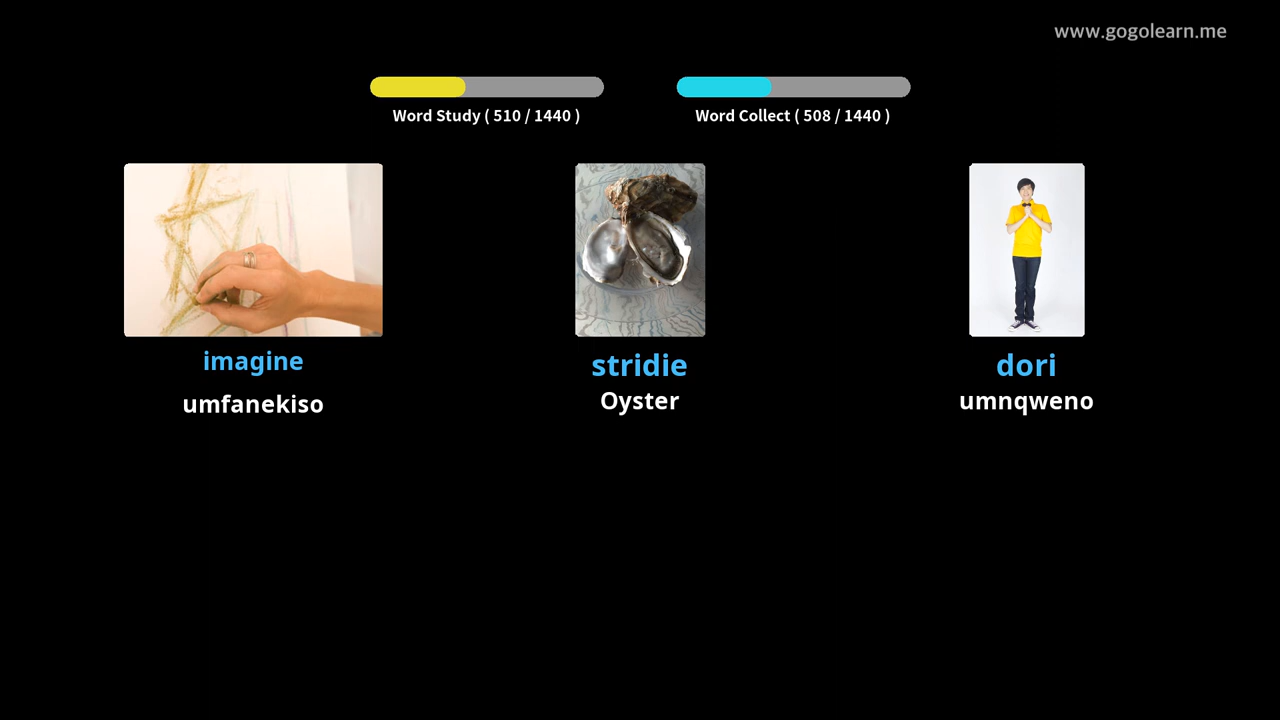 www.gogolearn.me
Word Study ( 510 / 1440 )
Word Collect ( 508 / 1440 )
imagine
umfanekiso
stridie
Oyster
dori
umnqweno